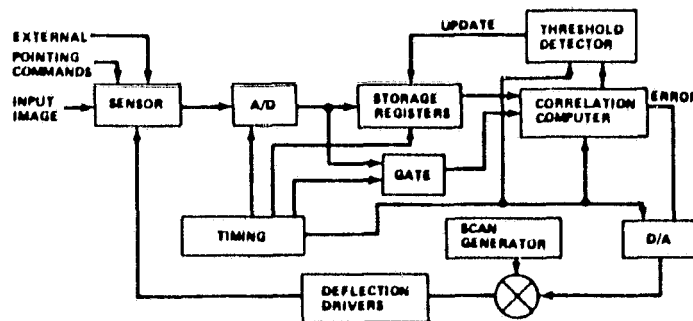 EXTERNAL
POINTING
COMMANDS
INPUT
IMAGE
SENSOR
A/D
UPDATE
STORAGE
REGISTERS
THRESHOLD
DETECTOR
CORRELATION
COMPUTER
ERROR
GATE
TIMING
SCAN
GENERATOR
D/A
DEFLECTION
DRIVERS